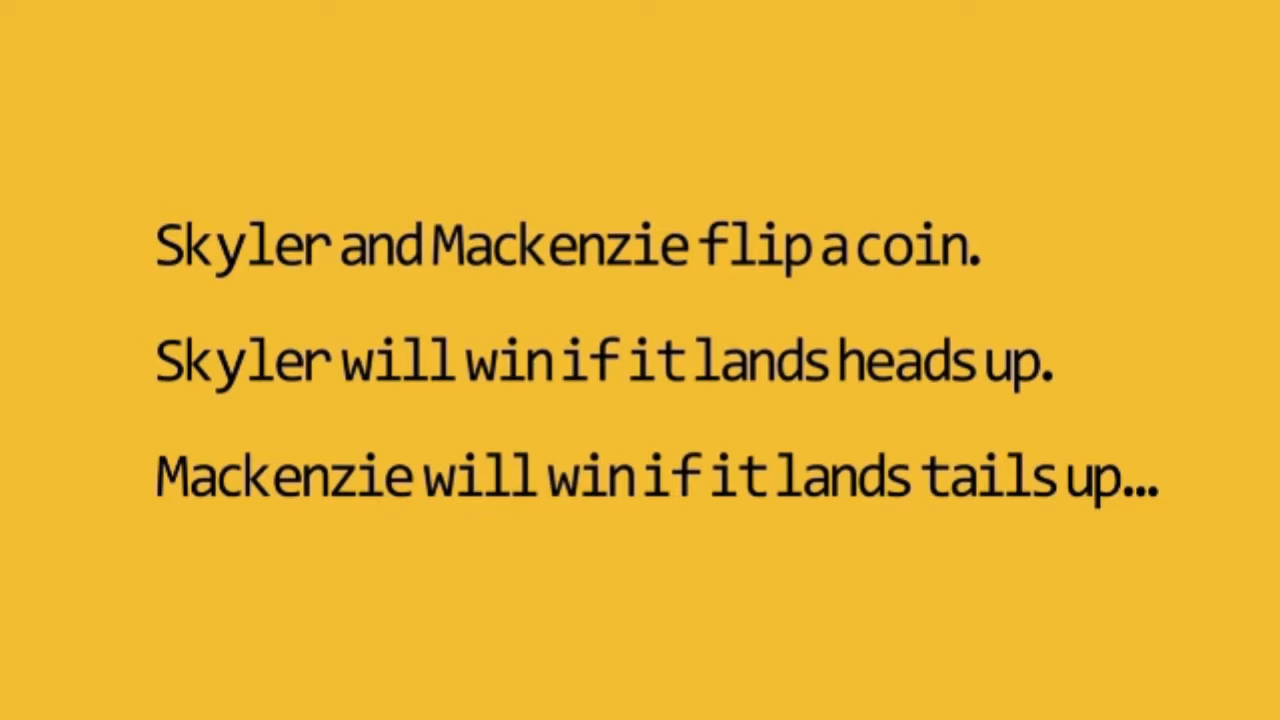 Skyler and Mackenzie flip a coin.
Skyler will win if it lands heads up.
Mackenzie will win if it lands tails up...